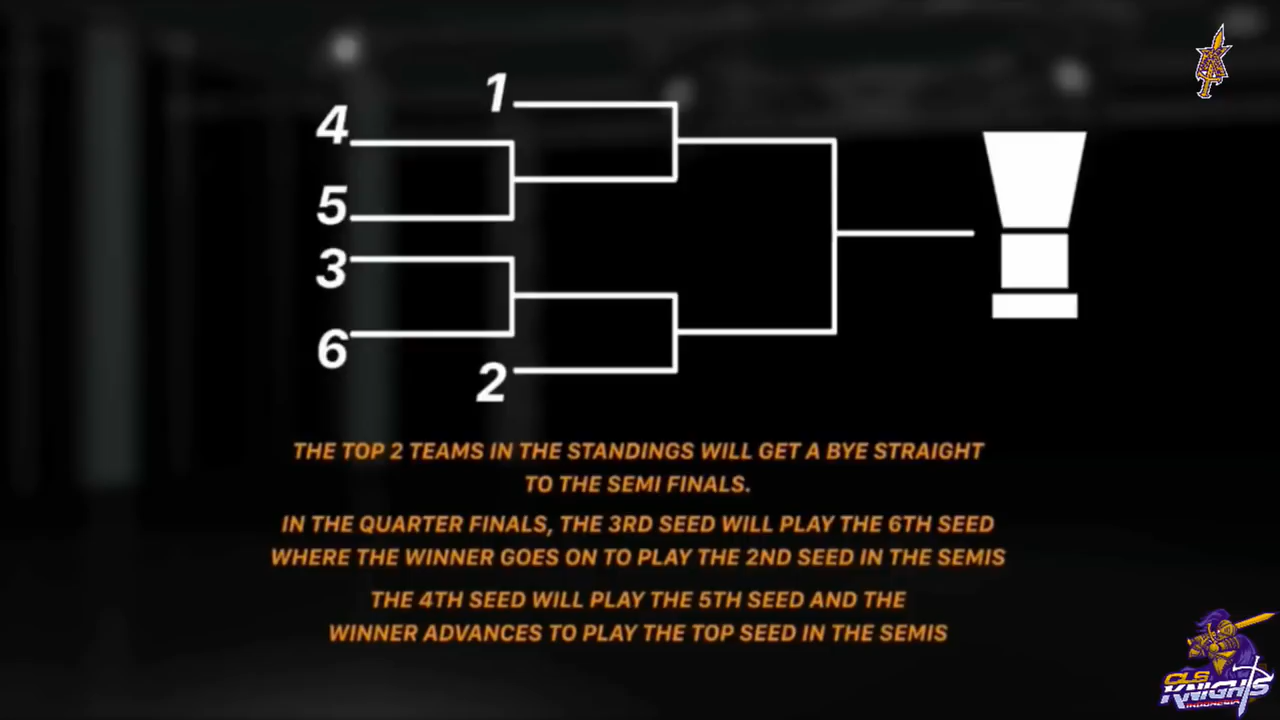 1
4
5
3
6
2
THE TOP 2 TEAMS IN THE STANDINGS WILL GET A BYE STRAIGHT
TO THE SEMI FINALS.
IN THE QUARTER FINALS, THE 3RD SEED WILL PLAY THE 6TH SEED
WHERE THE WINNER GOES ON TO PLAY THE 2ND SEED IN THE SEMIS
THE 4TH SEED WILL PLAY THE 5TH SEED AND THE
WINNER ADVANCES TO PLAY THE TOP SEED IN THE SEMIS
CLS
KNIGHTS
INDONESIA